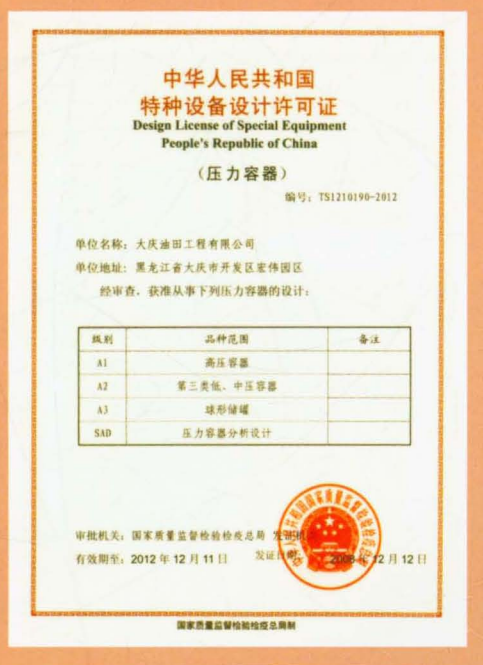 中华人民共和国
特种设备设计许可证
Design License of Special Equipment
People's Republic of China
（压力容器）
编号：TS1210190-2012
单位名称：大庆油田工程有限公司
单位地址：黑龙江省大庆市开发区宏伟园区
经审查，获准从事下列压力容器的设计：
级别 品种范围 备注
A1 高压容器
A2 第三类低、中压容器
A3 球形储罐
SAD 压力容器分析设计
审批机关：国家质量监督检验检疫总局 发证机关
有效期至：2012 年 12 月 11 日 发证日期 2008 年 12 月 12 日
国家质量监督检验检疫总局制